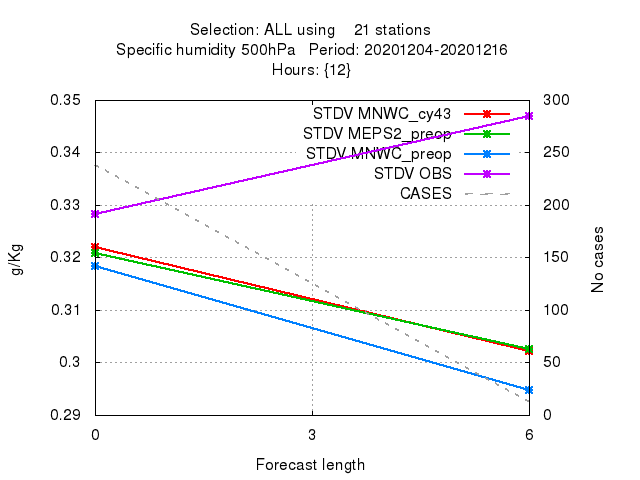 Selection: ALL using    21 stations
Specific humidity 500hPa   Period: 20201204-20201216
Hours: {12}
0.35
0.34
0.33
0.32
0.31
0.3
0.29
g/Kg
300
250
200
150
100
50
0
No cases
STDV MNWC_cy43
STDV MEPS2_preop
STDV MNWC_preop
STDV OBS
CASES
0
3
6
Forecast length